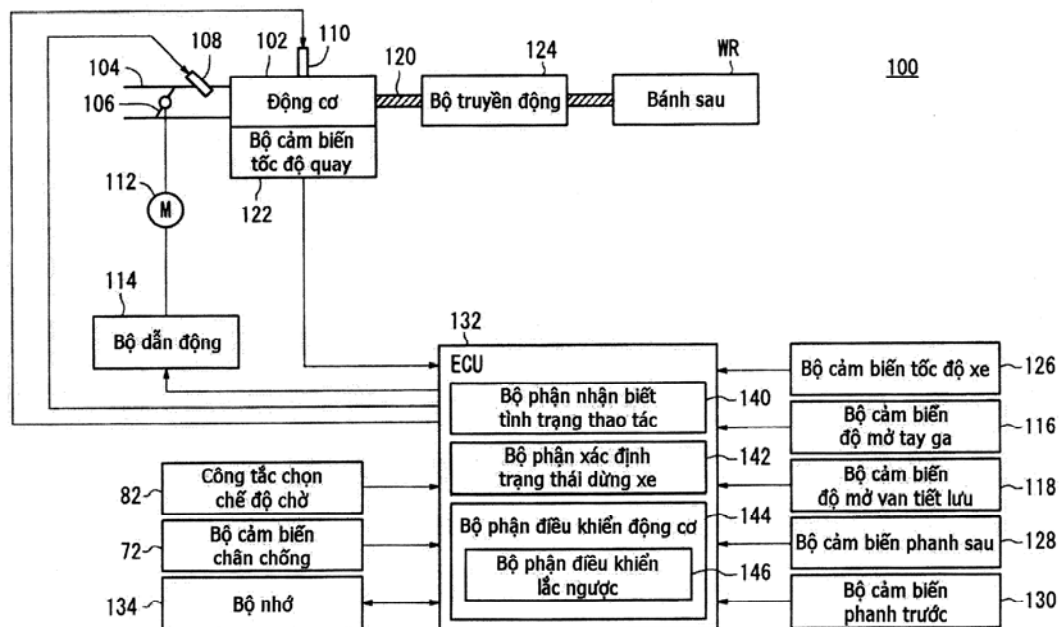 108
102
110
104
120
124
WR
100
106
Động cơ
Bộ truyền động
Bánh sau
Bộ cảm biến
tốc độ quay
112
M
122
114
Bộ dẫn động
132
ECU
Bộ phận nhận biết
tình trạng thao tác
140
Bộ phận xác định
trạng thái dừng xe
142
Bộ phận điều khiển động cơ
144
Bộ phận điều khiển
lắc ngược
146
Bộ cảm biến tốc độ xe
126
Bộ cảm biến
độ mở tay ga
116
Bộ cảm biến
độ mở van tiết lưu
118
Bộ cảm biến phanh sau
128
Bộ cảm biến
phanh trước
130
82
Công tắc chọn
chế độ chờ
72
Bộ cảm biến
chân chống
134
Bộ nhớ